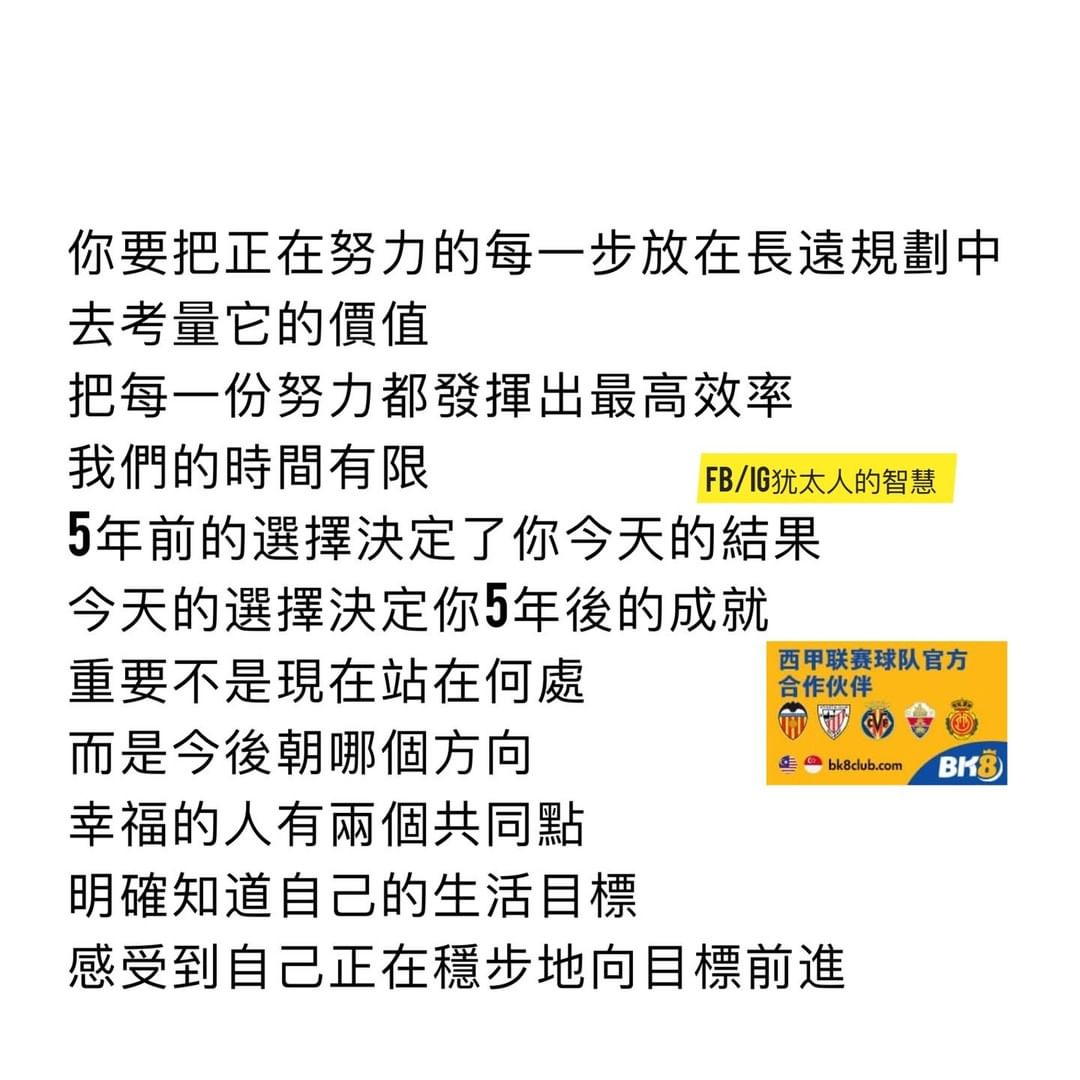 你要把正在努力的每一步放在長遠規劃中
去考量它的價值
把每一份努力都發揮出最高效率
我們的時間有限
FB/IG犹太人的智慧
5年前的選擇決定了你今天的結果
今天的選擇決定你5年後的成就
重要不是現在站在何處
而是今後朝哪個方向
幸福的人有兩個共同點
明確知道自己的生活目標
感受到自己正在穩步地向目標前進
西甲联赛球队官方
合作伙伴
bk8club.com
BK8